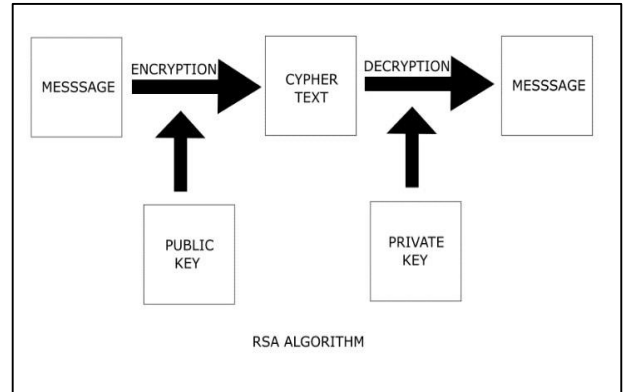 MESSSAGE
ENCRYPTION
CYPHER
TEXT
DECRYPTION
MESSSAGE
PUBLIC
KEY
PRIVATE
KEY
RSA ALGORITHM